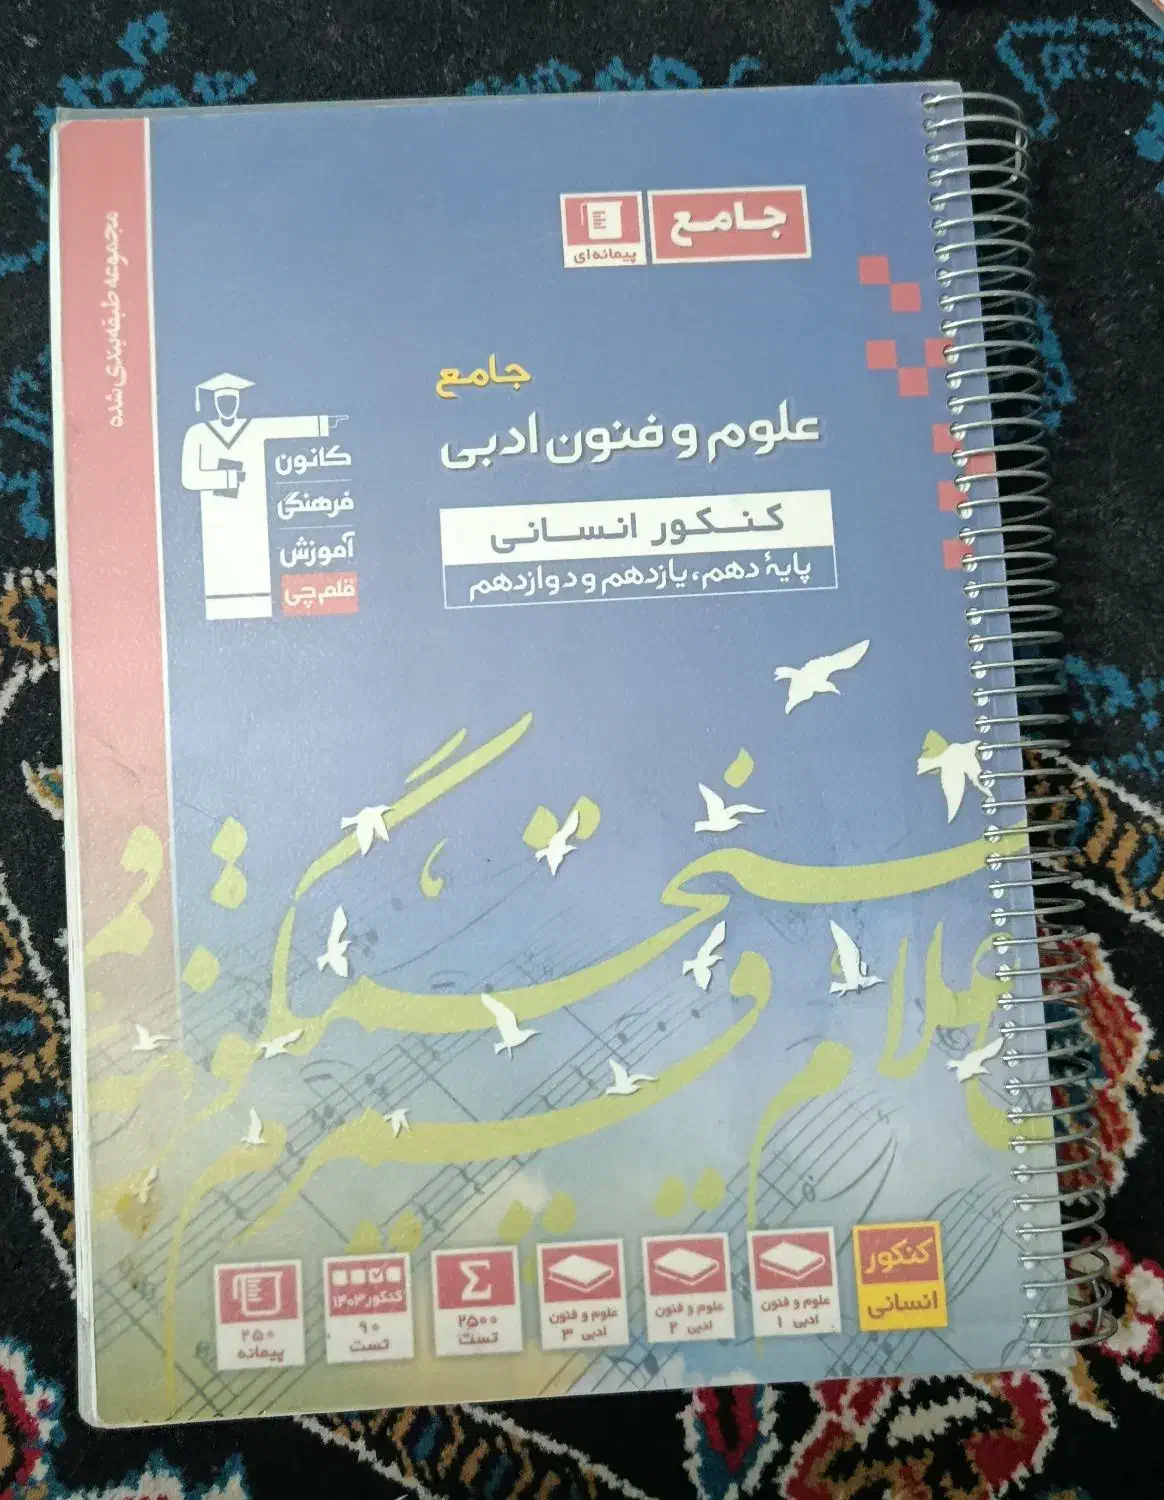 جامع
پیمانه‌ای
مجموعه طبقه‌بندی شده
جامع
علوم و فنون ادبی
کنکور انسانی
پایهٔ دهم، یازدهم و دوازدهم
کانون
فرهنگی
آموزش
قلم‌چی
کنکور
انسانی
علوم و فنون
ادبی ۱
علوم و فنون
ادبی ۲
علوم و فنون
ادبی ۳
۲۵۰۰
تست
کنکور ۱۴۰۳
۹۰
تست
۲۵۰
پیمانه